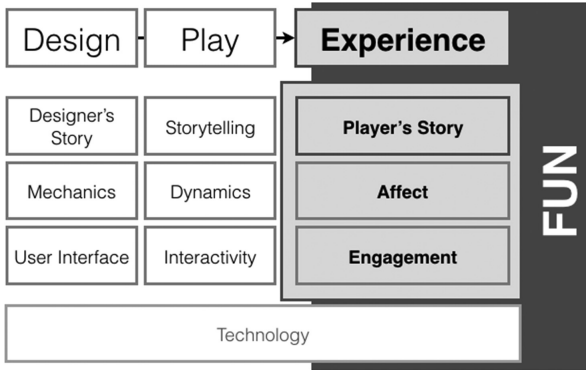 Design
Play
Experience
Designer's
Story
Storytelling
Player's Story
Mechanics
Dynamics
Affect
User Interface
Interactivity
Engagement
Technology
FUN